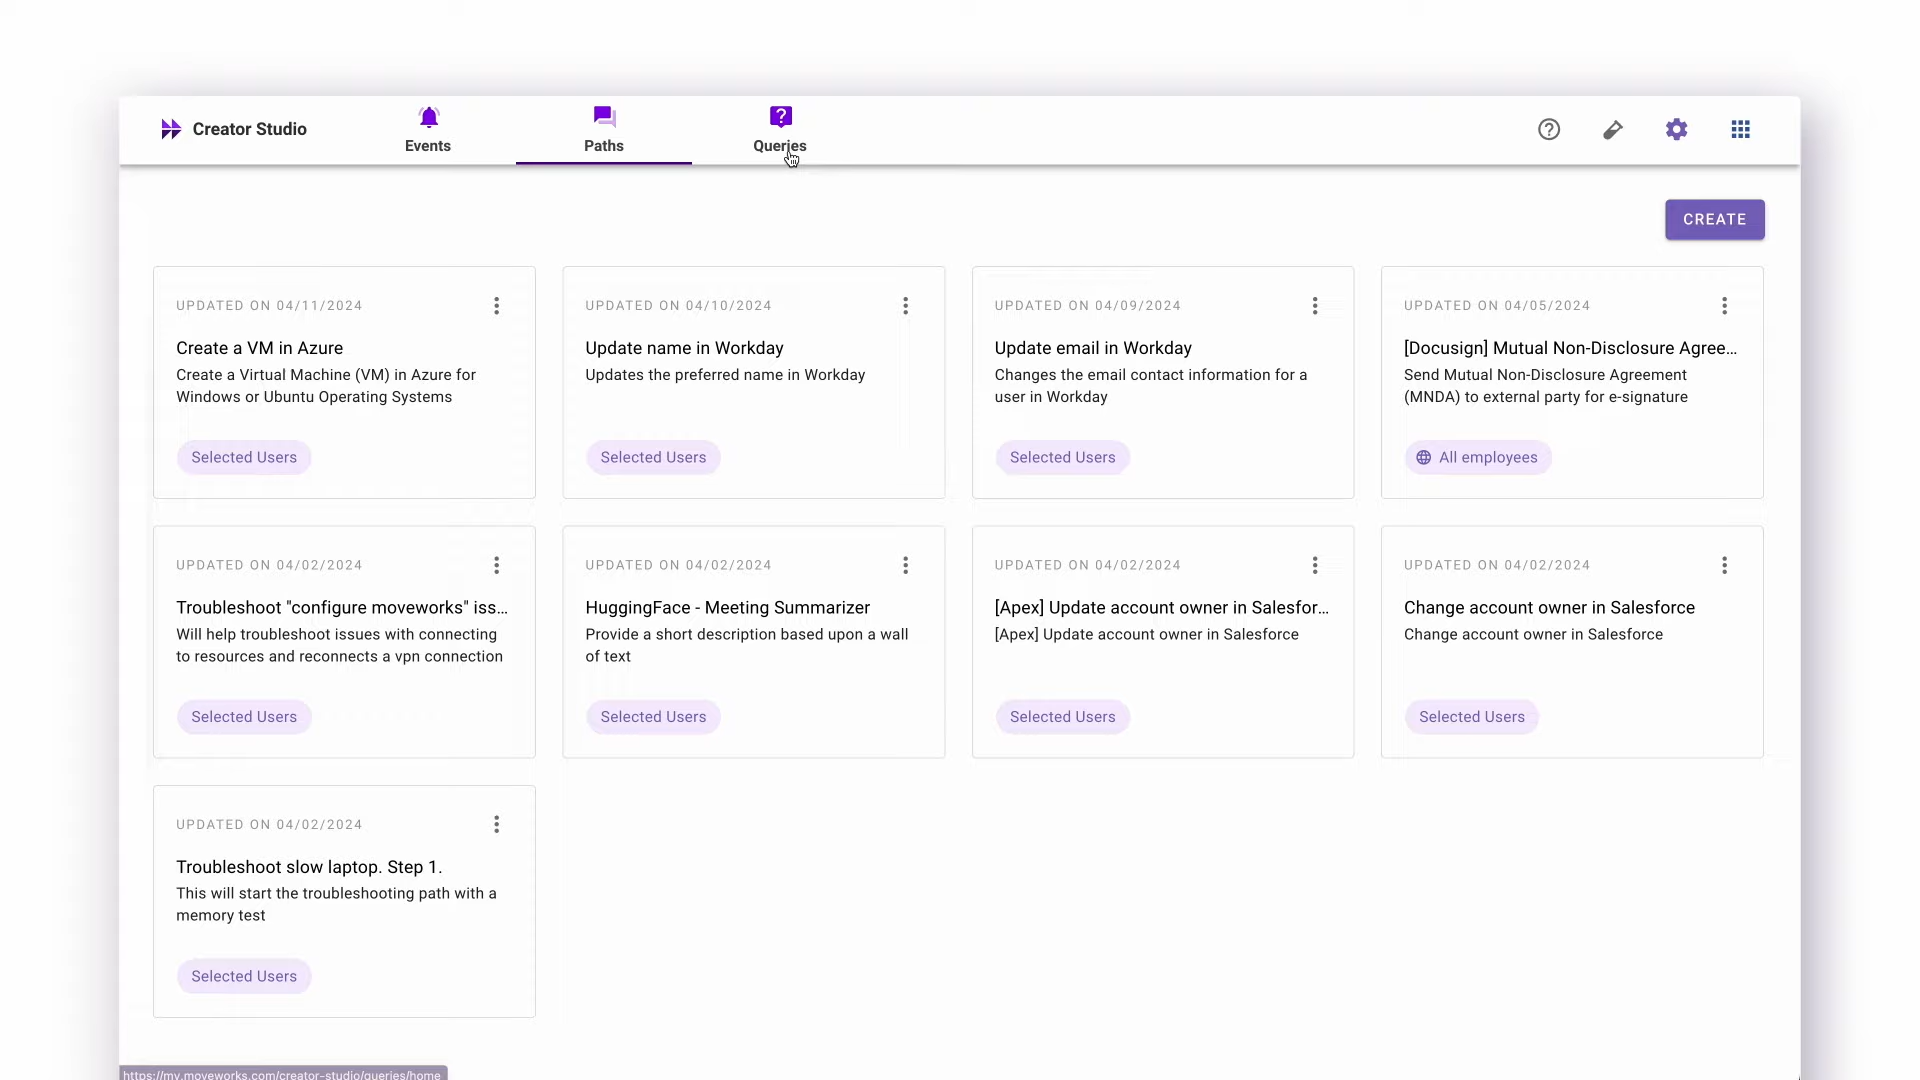 Creator Studio
Events
Paths
Queries
CREATE
UPDATED ON 04/11/2024
Create a VM in Azure
Create a Virtual Machine (VM) in Azure for
Windows or Ubuntu Operating Systems
Selected Users
UPDATED ON 04/10/2024
Update name in Workday
Updates the preferred name in Workday
Selected Users
UPDATED ON 04/09/2024
Update email in Workday
Changes the email contact information for a
user in Workday
Selected Users
UPDATED ON 04/05/2024
[Docusign] Mutual Non-Disclosure Agree...
Send Mutual Non-Disclosure Agreement
(MNDA) to external party for e-signature
All employees
UPDATED ON 04/02/2024
Troubleshoot "configure moveworks" iss...
Will help troubleshoot issues with connecting
to resources and reconnects a vpn connection
Selected Users
UPDATED ON 04/02/2024
HuggingFace - Meeting Summarizer
Provide a short description based upon a wall
of text
Selected Users
UPDATED ON 04/02/2024
[Apex] Update account owner in Salesfor...
[Apex] Update account owner in Salesforce
Selected Users
UPDATED ON 04/02/2024
Change account owner in Salesforce
Change account owner in Salesforce
Selected Users
UPDATED ON 04/02/2024
Troubleshoot slow laptop. Step 1.
This will start the troubleshooting path with a
memory test
Selected Users
https://my.moveworks.com/creator-studio/queries/home